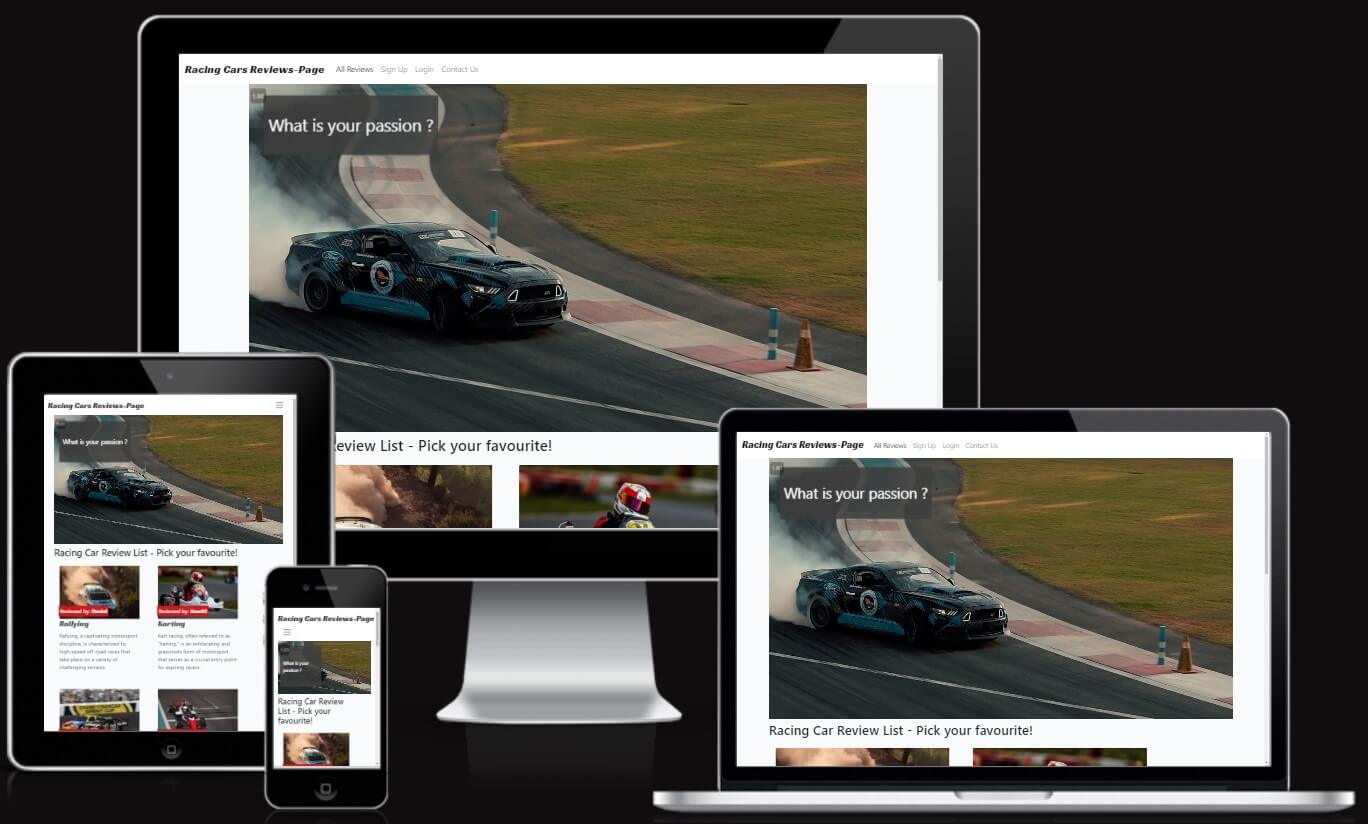 Racing Cars Reviews-Page
All Reviews Sign Up Login Contact Us
What is your passion ?
Ford
eview List - Pick your favourite!
Racing Cars Reviews-Page
What is your passion ?
Racing Car Review List - Pick your favourite!
Reviewed by: Daniel
Rallying
Rallying, a captivating motorsport
discipline, is characterized by
high-speed off-road races that
take place on a variety of
challenging terrains.
Karting
Kart racing, often referred to as
"karting," is an exhilarating and
grassroots form of motorsport
that serves as a crucial entry point
for aspiring racers.
Racing Cars Reviews-Page
What is your
passion ?
Racing Car Review
List - Pick your
favourite!
Racing Cars Reviews-Page
All Reviews Sign Up Login Contact Us
What is your passion ?
Racing Car Review List - Pick your favourite!